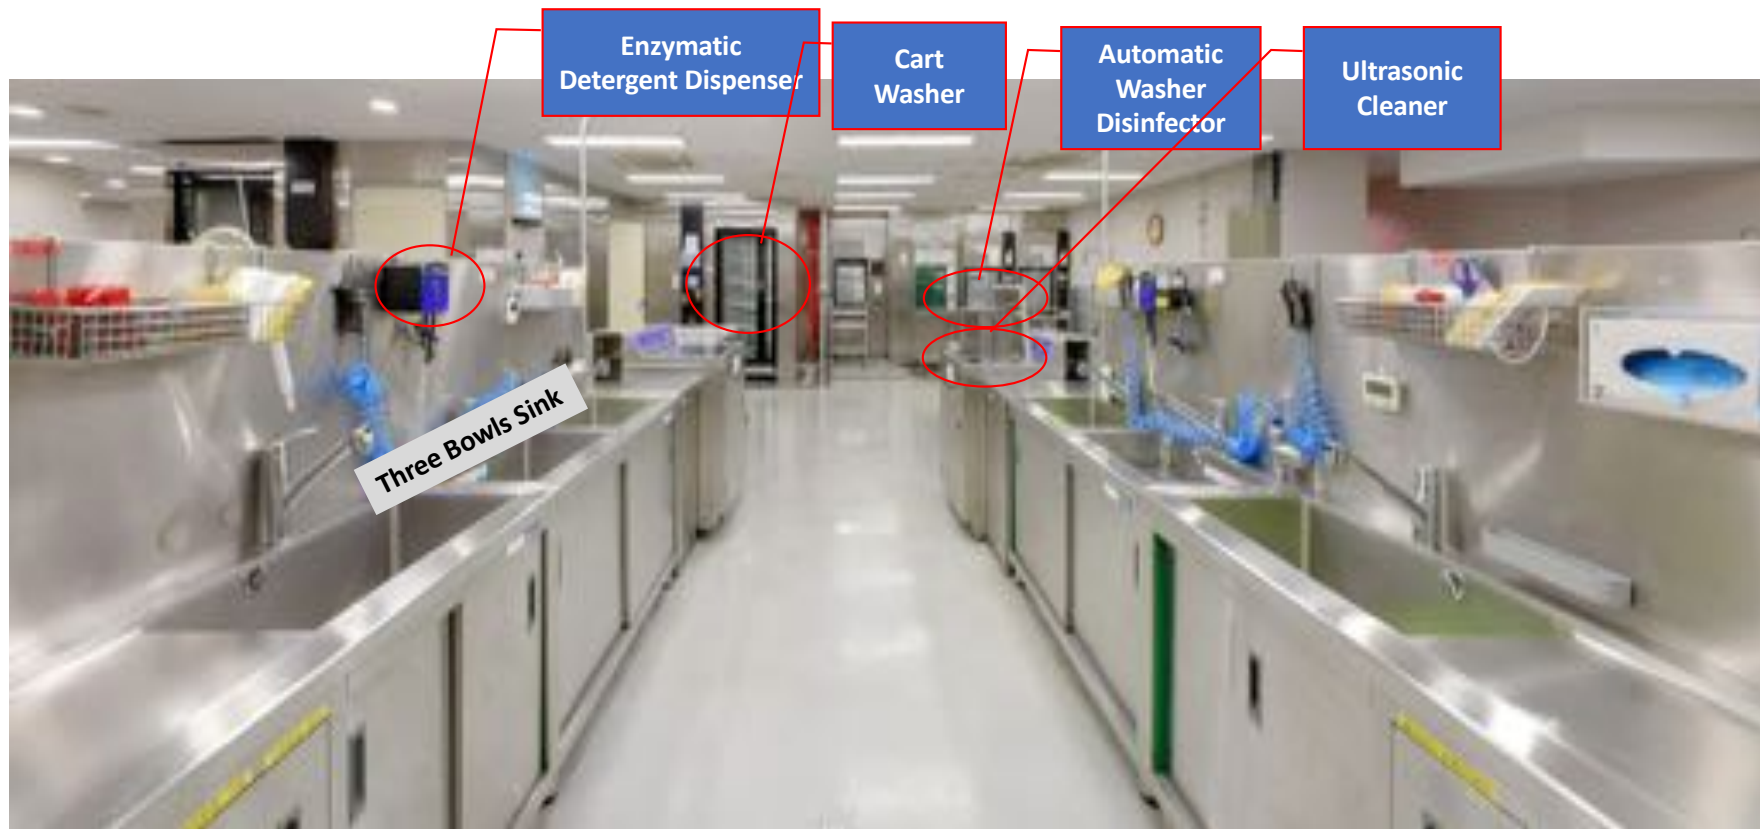 Enzymatic
Detergent Dispenser
Cart
Washer
Automatic
Washer
Disinfector
Ultrasonic
Cleaner
Three Bowls Sink